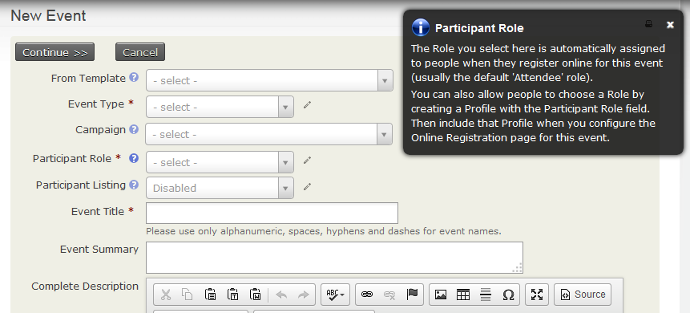 New Event
Participant Role
The Role you select here is automatically assigned
to people when they register online for this event
(usually the default 'Attendee' role).
You can also allow people to choose a Role by
creating a Profile with the Participant Role field.
Then include that Profile when you configure the
Online Registration page for this event.
Continue >>
Cancel
From Template ? - select -
Event Type * - select -
Campaign ? - select -
Participant Role * ? - select -
Participant Listing ? Disabled
Event Title *
Please use only alphanumeric, spaces, hyphens and dashes for event names.
Event Summary
Complete Description
ABC
Ω
Source